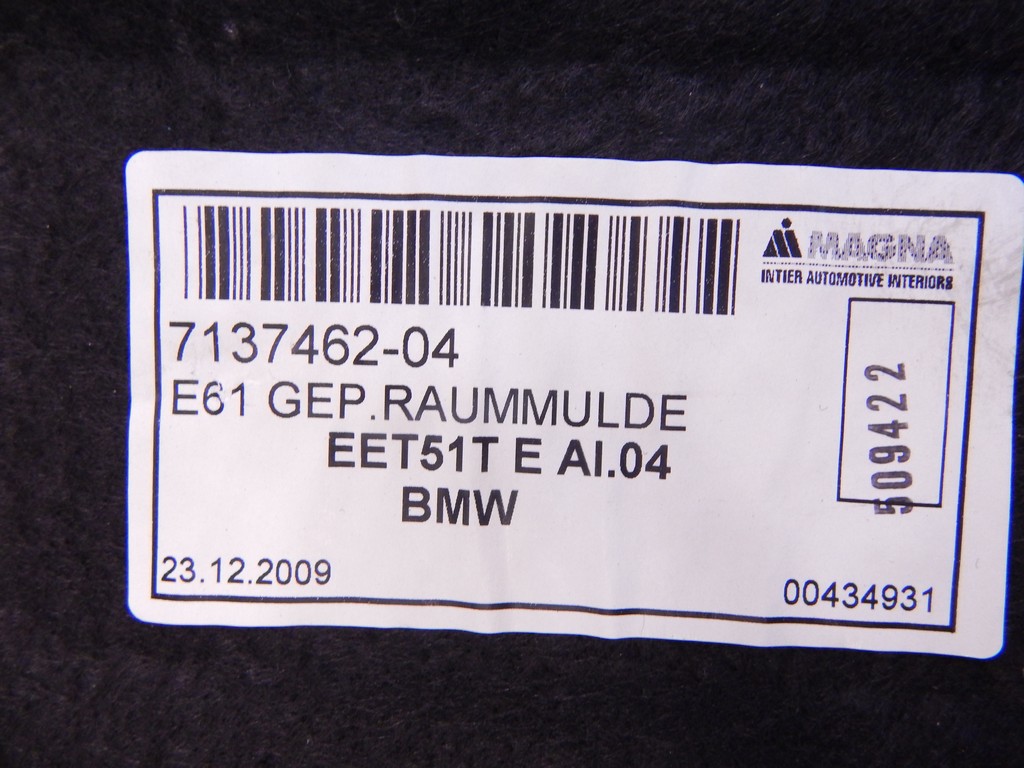 MAGNA
INTIER AUTOMOTIVE INTERIORS
7137462-04
E61 GEP.RAUMMULDE
EET51T E AI.04
BMW
509422
23.12.2009
00434931